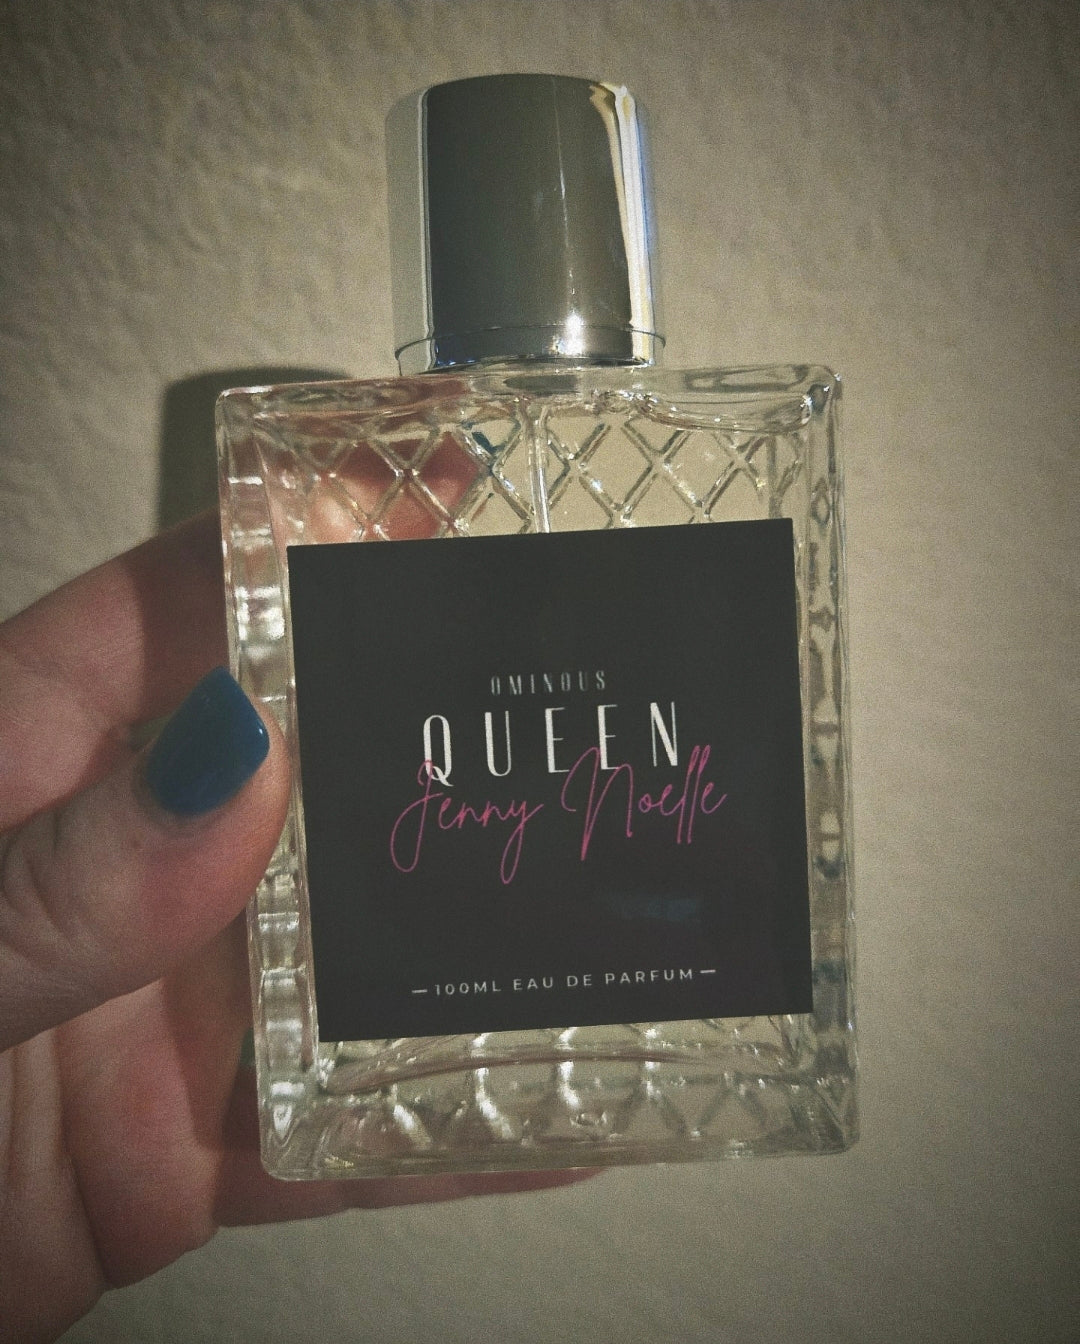 OMINOUS
QUEEN
Jenny Noelle
—100ML EAU DE PARFUM—